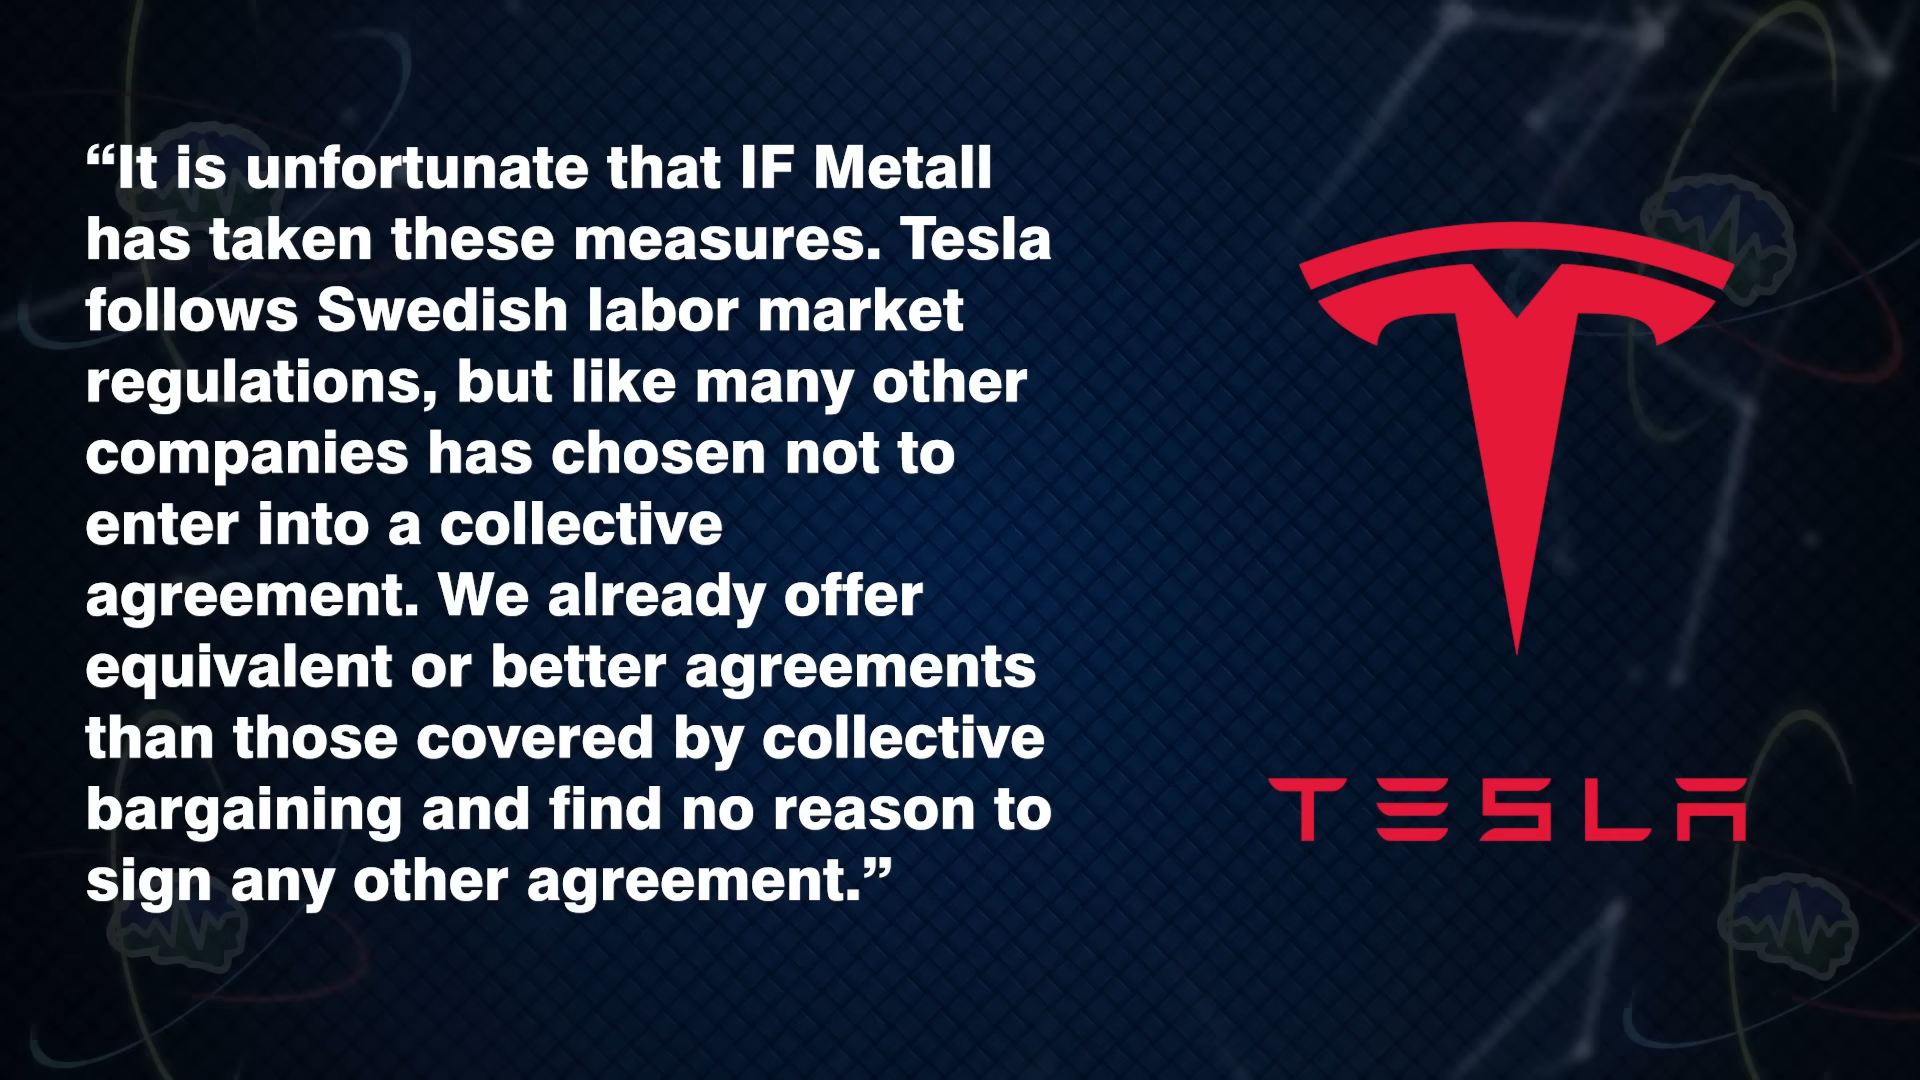 “It is unfortunate that IF Metall
has taken these measures. Tesla
follows Swedish labor market
regulations, but like many other
companies has chosen not to
enter into a collective
agreement. We already offer
equivalent or better agreements
than those covered by collective
bargaining and find no reason to
sign any other agreement.”
TESLA